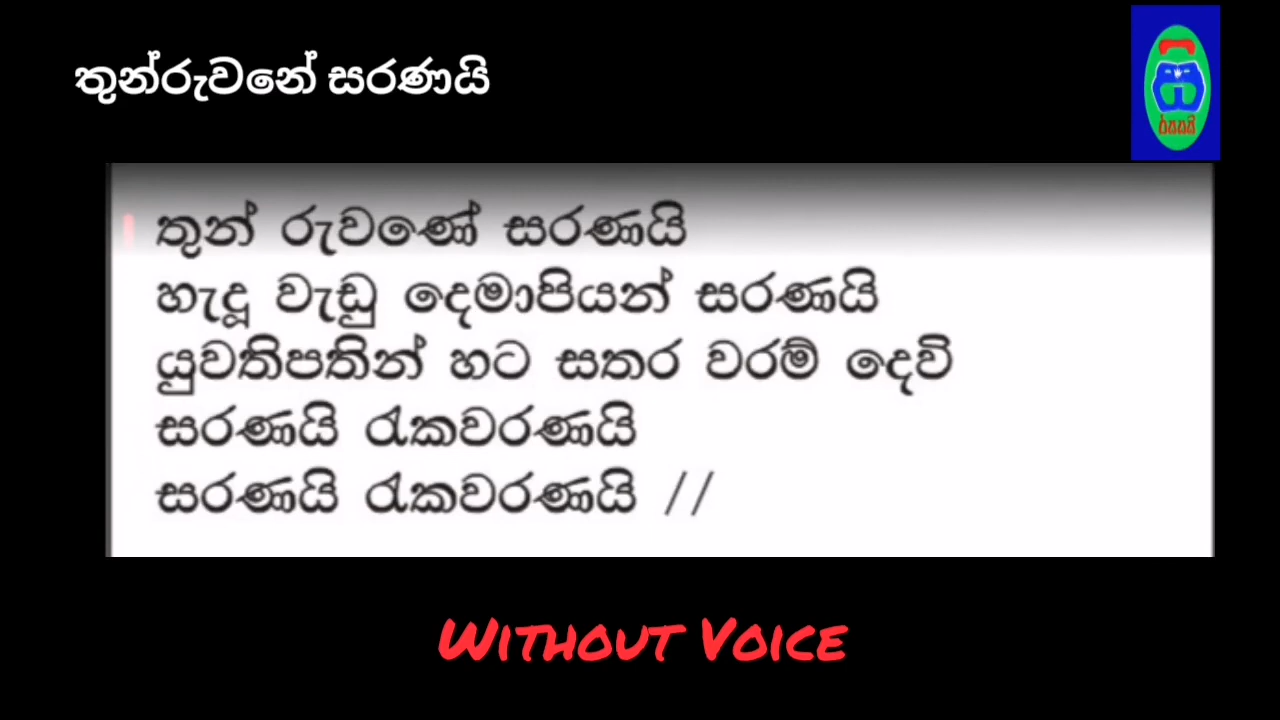 තුන්රුවනේ සරණයි
තුන් රුවණේ සරණයි
හැදූ වැඩූ දෙමාපියන් සරණයි
යුවතිපතින් හට සතර වරම් දෙවි
සරණයි රැකවරණයි
සරණයි රැකවරණයි //
WITHOUT VOICE